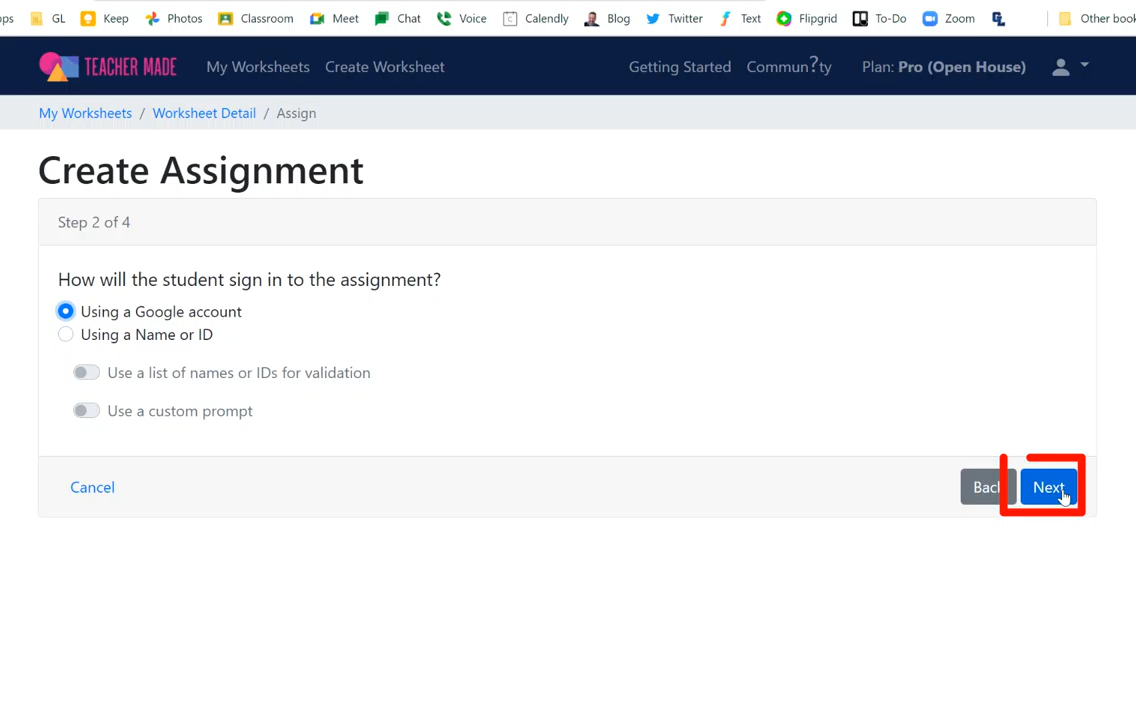 ps GL Keep Photos Classroom Meet Chat Voice Calendly Blog Twitter Text Flipgrid To-Do Zoom Other book
TEACHER MADE My Worksheets Create Worksheet Getting Started Commun?ty Plan: Pro (Open House)
My Worksheets / Worksheet Detail / Assign
Create Assignment
Step 2 of 4
How will the student sign in to the assignment?
Using a Google account
Using a Name or ID
Use a list of names or IDs for validation
Use a custom prompt
Cancel Back Next